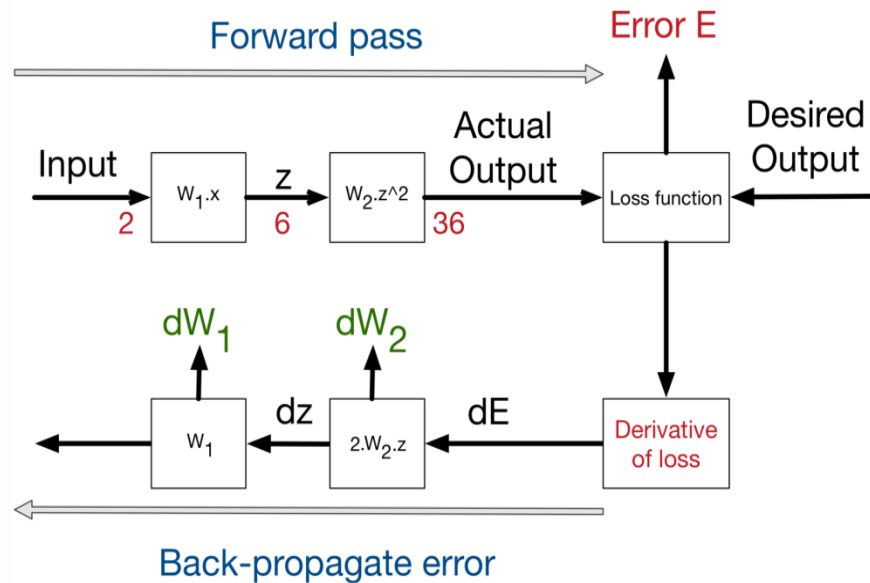 Forward pass
Error E
Input
W₁.x
z
W₂.z^2
Actual
Output
Loss function
Desired
Output
2
6
36
dW₁
dW₂
W₁
dz
2.W₂.z
dE
Derivative
of loss
Back-propagate error